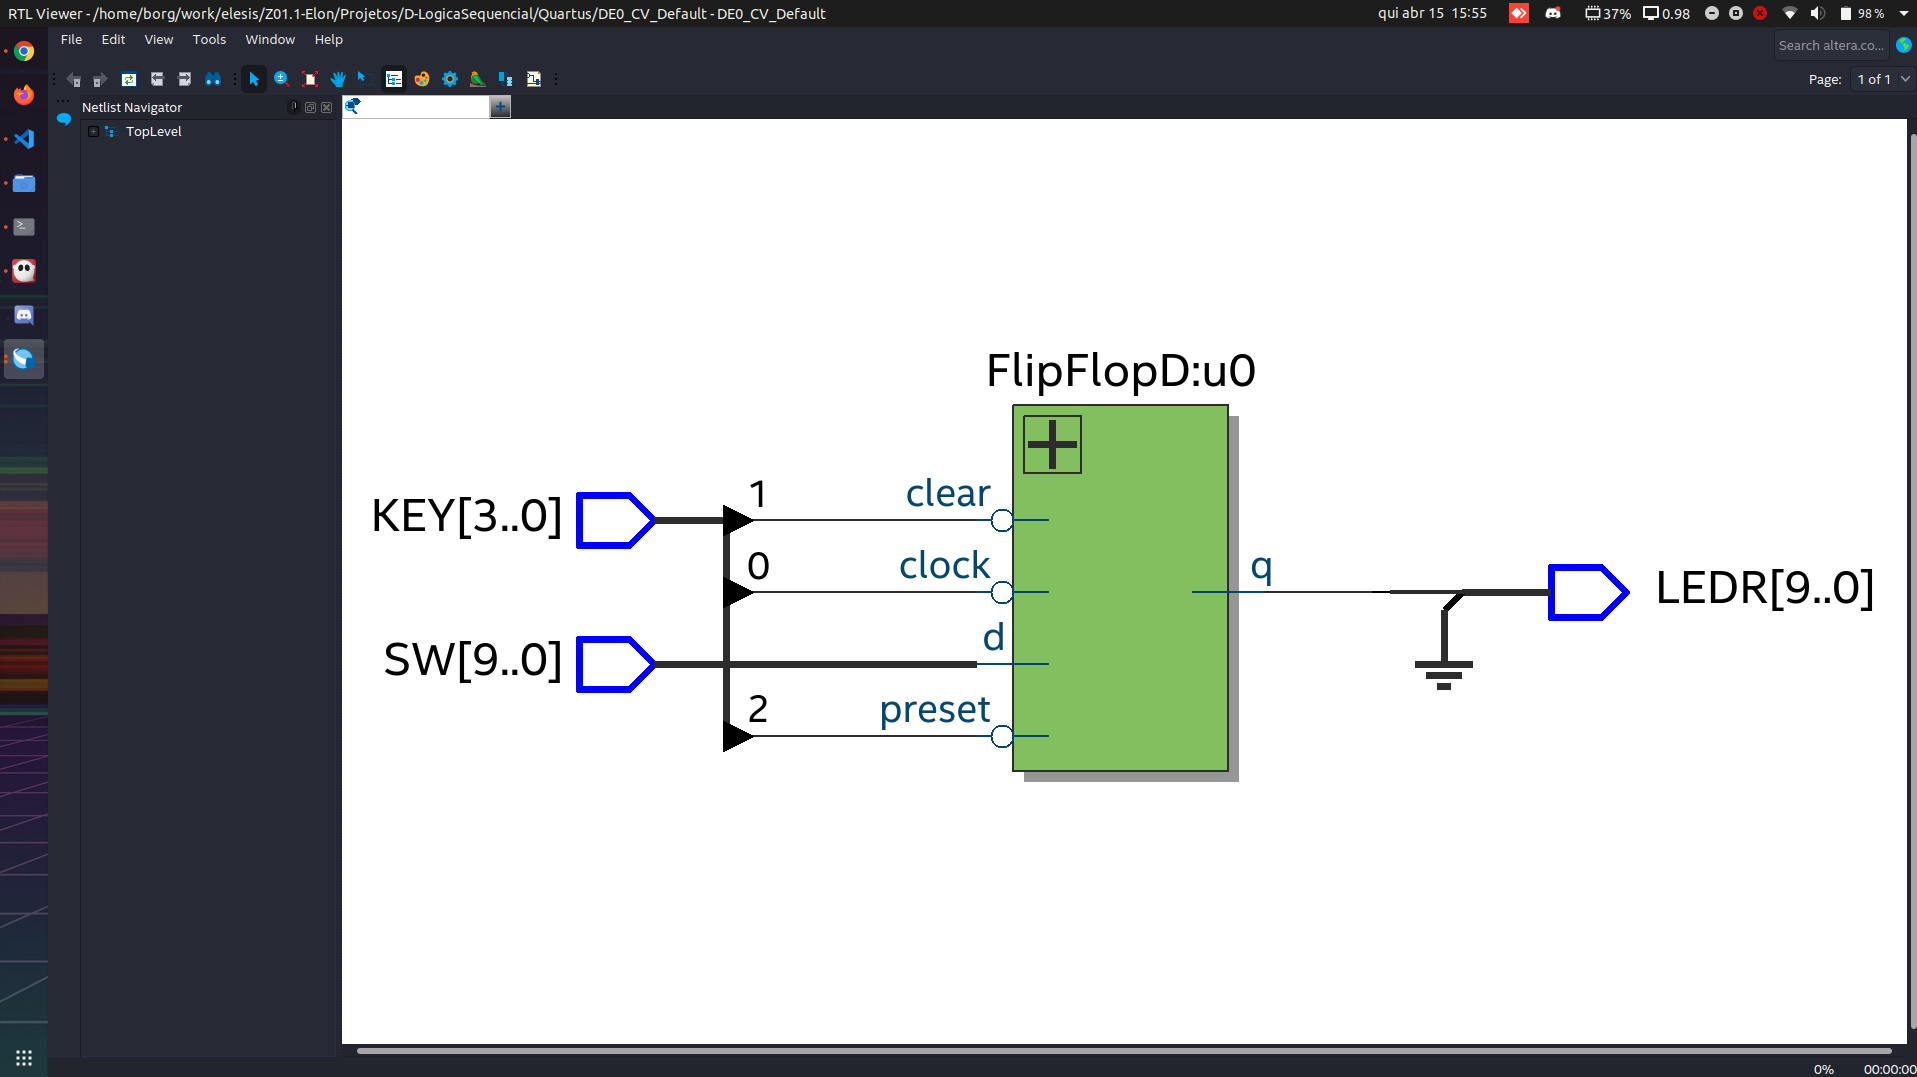 RTL Viewer - /home/borg/work/elesis/Z01.1-Elon/Projetos/D-LogicaSequencial/Quartus/DE0_CV_Default - DE0_CV_Default
qui abr 15 15:55
37%
0.98
98 %
File Edit View Tools Window Help
Search altera.co...
Page: 1 of 1
Netlist Navigator
TopLevel
FlipFlopD:u0
1
clear
KEY[3..0]
0
clock
q
LEDR[9..0]
d
SW[9..0]
2
preset
0%
00:00:00